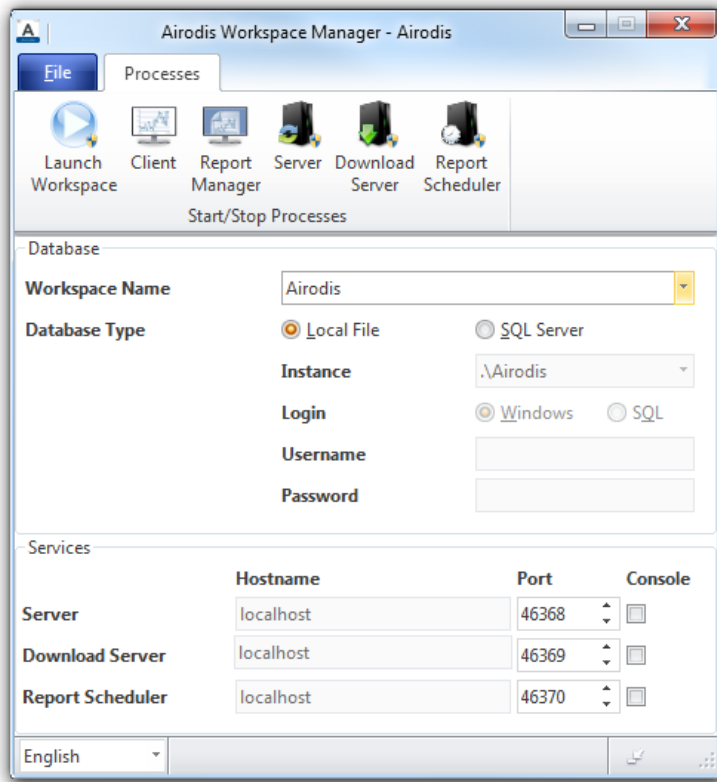 Airodis Workspace Manager - Airodis
File Processes
Launch Workspace Client Report Manager Server Download Server Report Scheduler
Start/Stop Processes
Database
Workspace Name Airodis
Database Type Local File SQL Server
Instance .\Airodis
Login Windows SQL
Username
Password
Services
Hostname Port Console
Server localhost 46368
Download Server localhost 46369
Report Scheduler localhost 46370
English